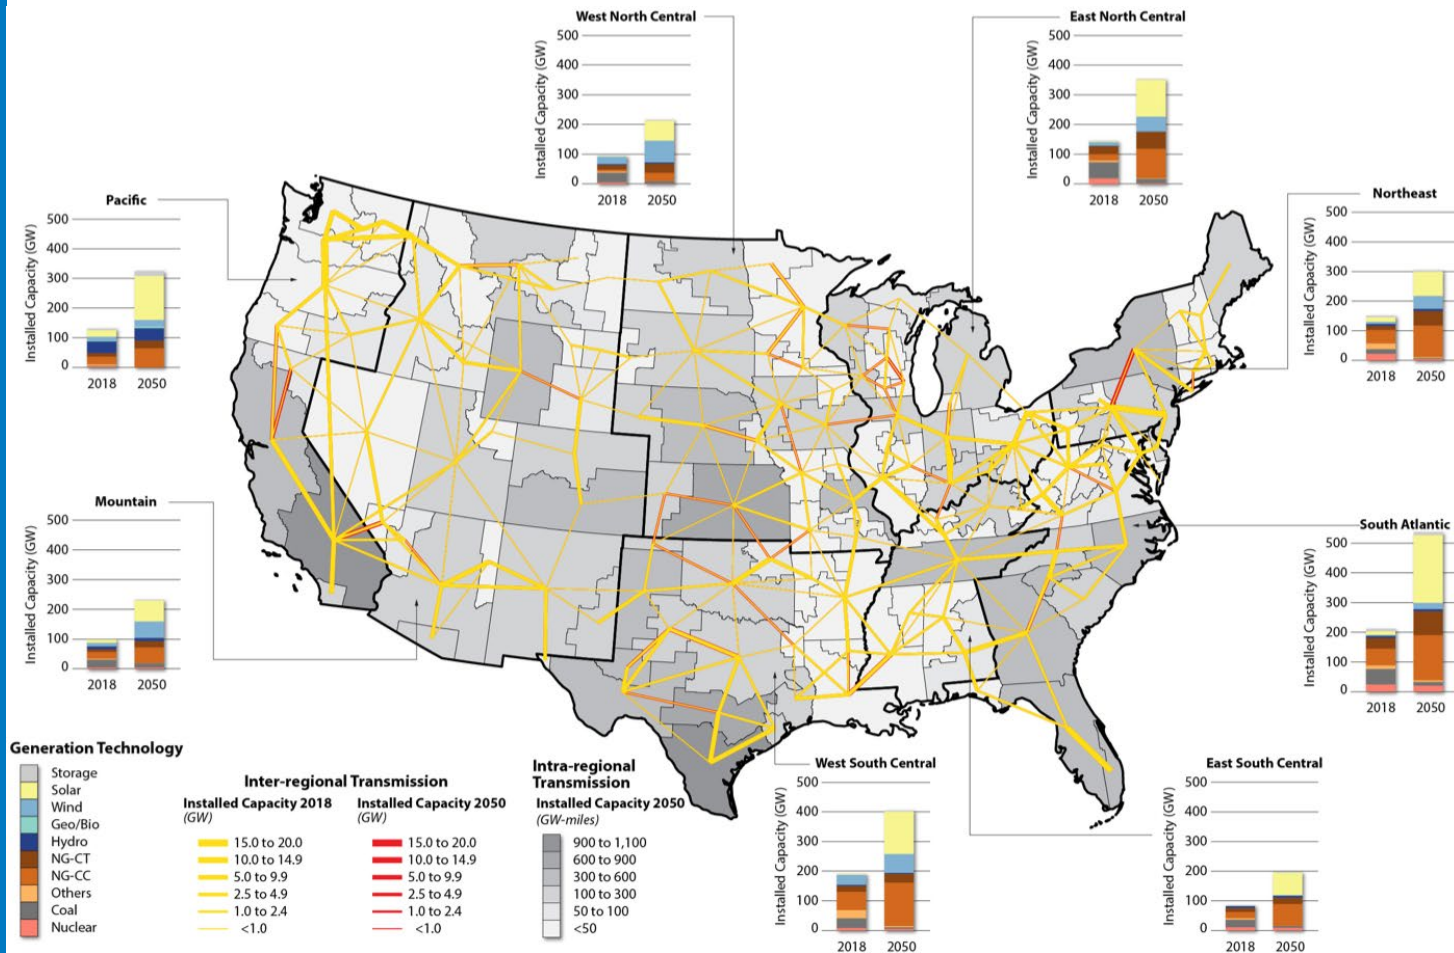 West North Central
Installed Capacity (GW)
500
400
300
200
100
0
2018 2050
East North Central
Installed Capacity (GW)
500
400
300
200
100
0
2018 2050
Pacific
Installed Capacity (GW)
500
400
300
200
100
0
2018 2050
Northeast
Installed Capacity (GW)
500
400
300
200
100
0
2018 2050
Mountain
Installed Capacity (GW)
500
400
300
200
100
0
2018 2050
South Atlantic
Installed Capacity (GW)
500
400
300
200
100
0
2018 2050
Generation Technology
Storage
Solar
Wind
Geo/Bio
Hydro
NG-CT
NG-CC
Others
Coal
Nuclear
Inter-regional Transmission
Installed Capacity 2018
(GW)
15.0 to 20.0
10.0 to 14.9
5.0 to 9.9
2.5 to 4.9
1.0 to 2.4
<1.0
Installed Capacity 2050
(GW)
15.0 to 20.0
10.0 to 14.9
5.0 to 9.9
2.5 to 4.9
1.0 to 2.4
<1.0
Intra-regional
Transmission
Installed Capacity 2050
(GW-miles)
900 to 1,100
600 to 900
300 to 600
100 to 300
50 to 100
<50
West South Central
Installed Capacity (GW)
500
400
300
200
100
0
2018 2050
East South Central
Installed Capacity (GW)
500
400
300
200
100
0
2018 2050